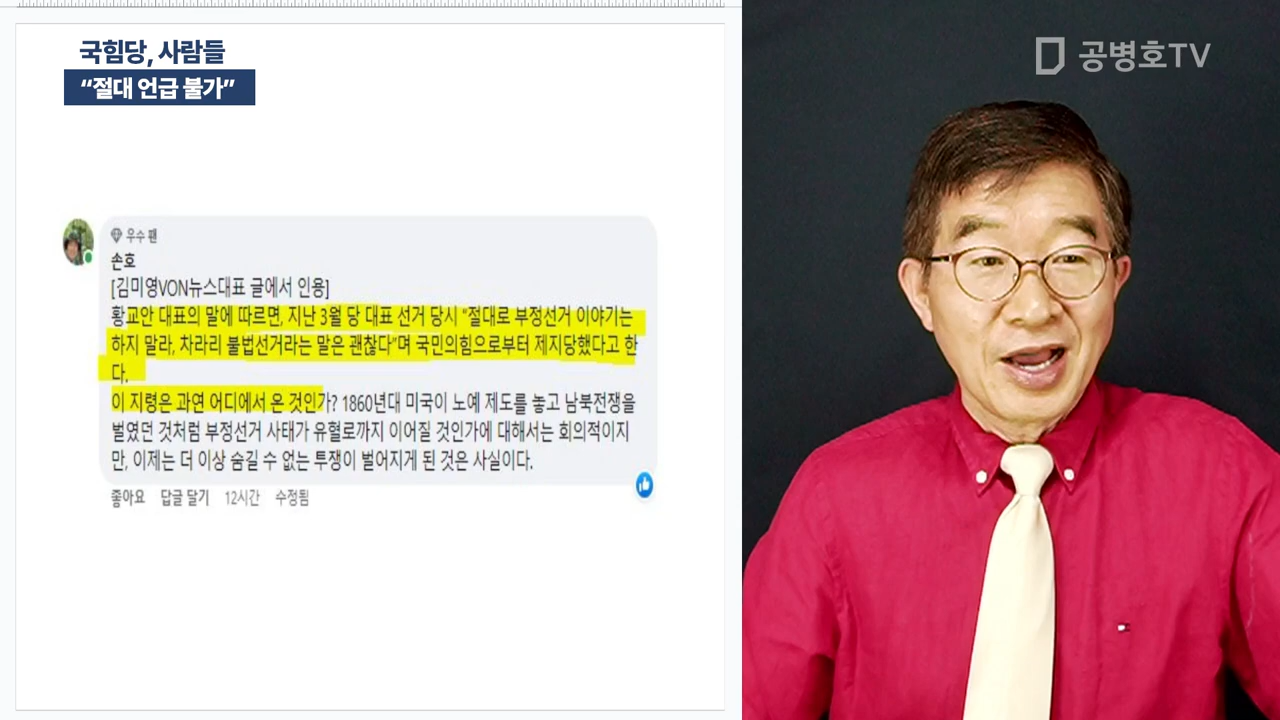 국힘당, 사람들
“절대 언급 불가”
공병호TV
우수 팬
손호
[김미영VON뉴스대표 글에서 인용]
황교안 대표의 말에 따르면, 지난 3월 당 대표 선거 당시 "절대로 부정선거 이야기는
하지 말라, 차라리 불법선거라는 말은 괜찮다"며 국민의힘으로부터 제지당했다고 한
다.
이 지령은 과연 어디에서 온 것인가? 1860년대 미국이 노예 제도를 놓고 남북전쟁을
벌였던 것처럼 부정선거 사태가 유혈로까지 이어질 것인가에 대해서는 회의적이지
만, 이제는 더 이상 숨길 수 없는 투쟁이 벌어지게 된 것은 사실이다.
좋아요 답글 달기 12시간 수정됨